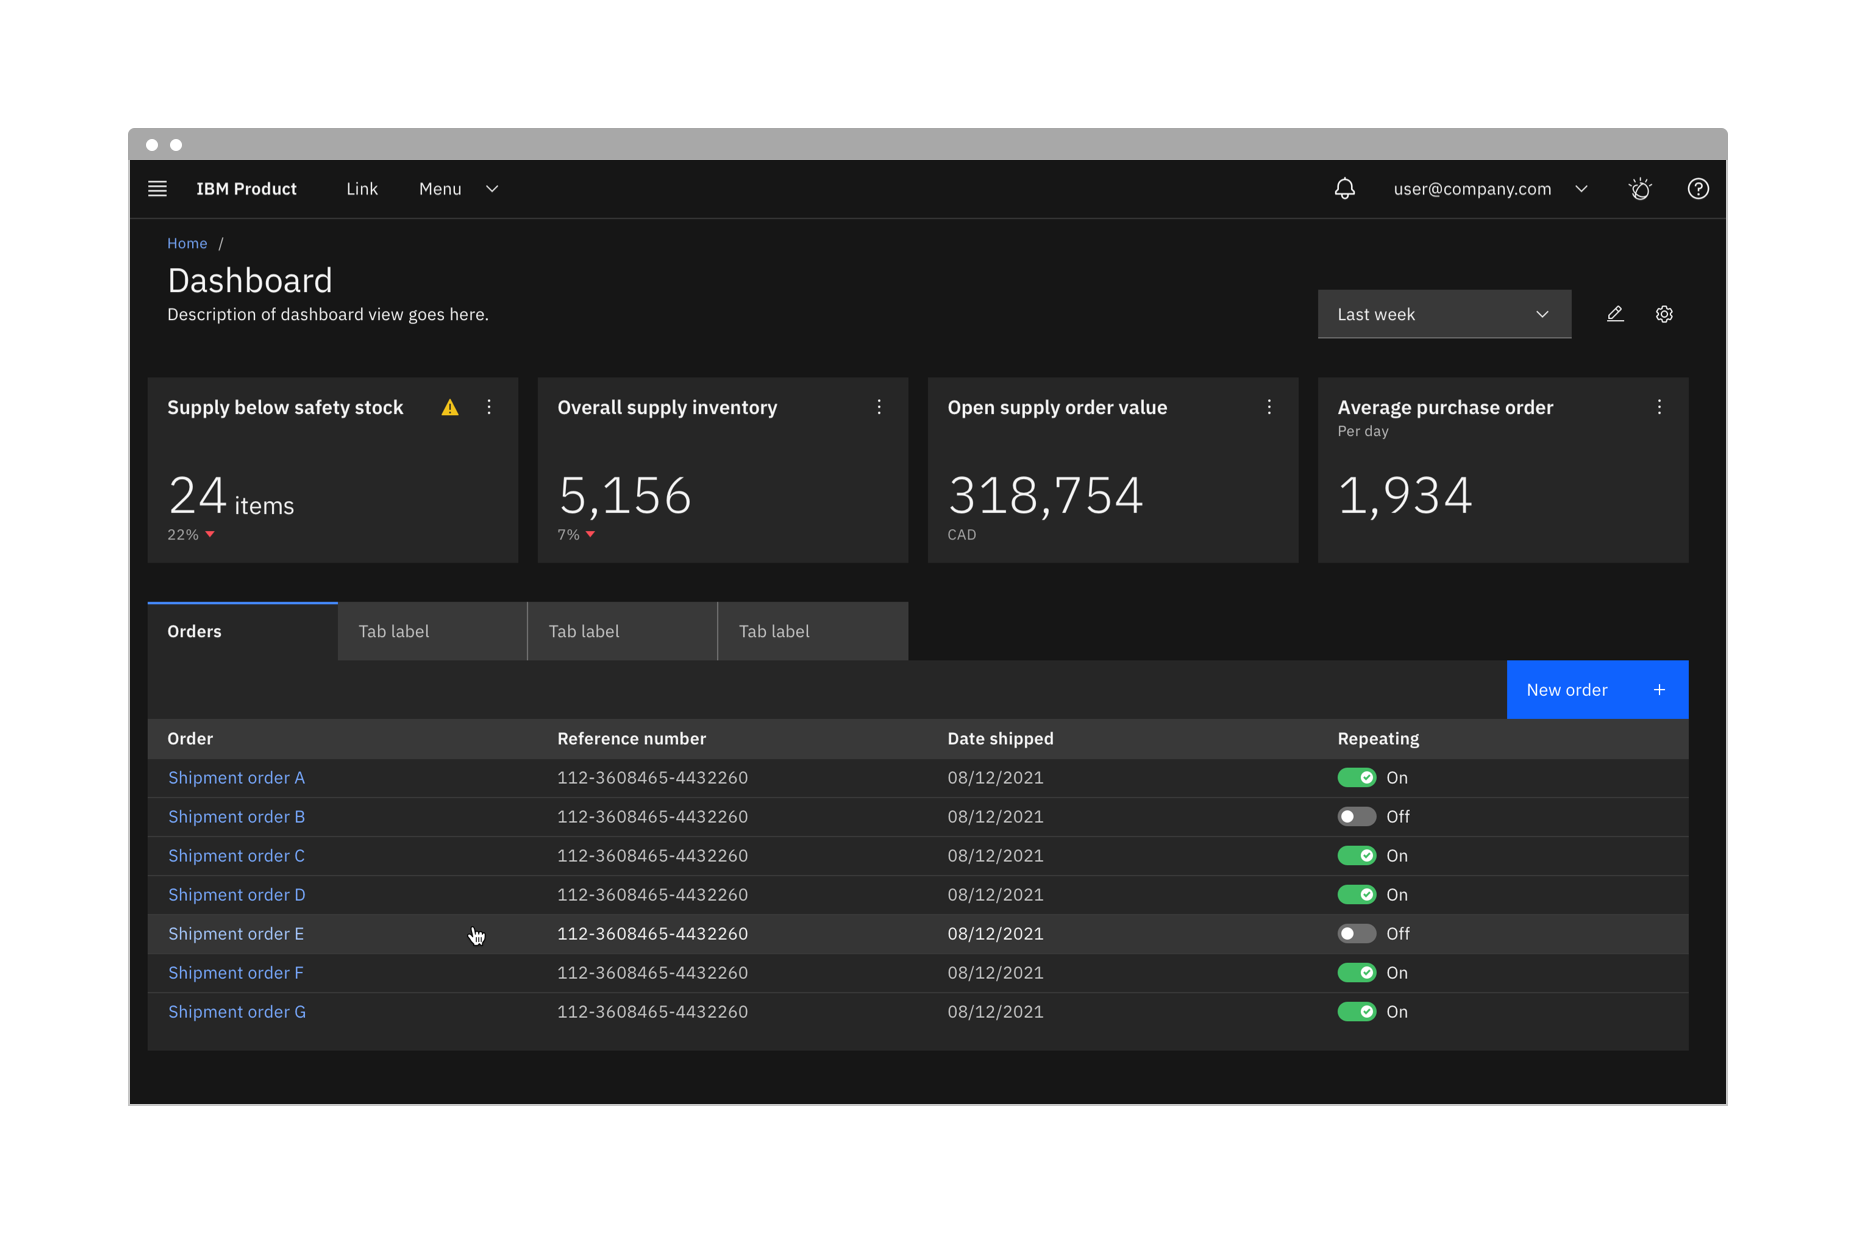 IBM Product Link Menu user@company.com
Home /
Dashboard
Description of dashboard view goes here.
Last week
Supply below safety stock
24 items
22%
Overall supply inventory
5,156
7%
Open supply order value
318,754
CAD
Average purchase order
Per day
1,934
Orders Tab label Tab label Tab label
New order +
Order Reference number Date shipped Repeating
Shipment order A 112-3608465-4432260 08/12/2021 On
Shipment order B 112-3608465-4432260 08/12/2021 Off
Shipment order C 112-3608465-4432260 08/12/2021 On
Shipment order D 112-3608465-4432260 08/12/2021 On
Shipment order E 112-3608465-4432260 08/12/2021 Off
Shipment order F 112-3608465-4432260 08/12/2021 On
Shipment order G 112-3608465-4432260 08/12/2021 On